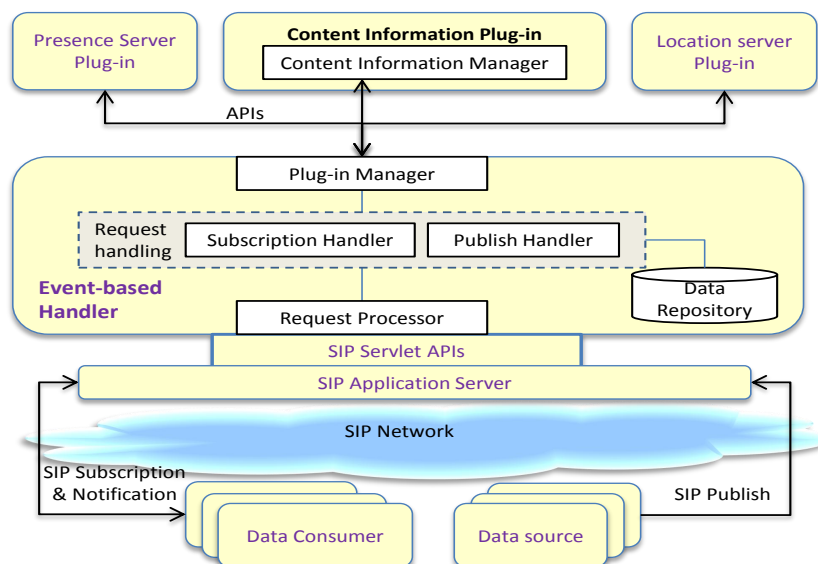 Presence Server
Plug-in
Content Information Plug-in
Content Information Manager
Location server
Plug-in
APIs
Plug-in Manager
Request
handling
Subscription Handler
Publish Handler
Event-based
Handler
Data
Repository
Request Processor
SIP Servlet APIs
SIP Application Server
SIP Network
SIP Subscription
& Notification
SIP Publish
Data Consumer
Data source